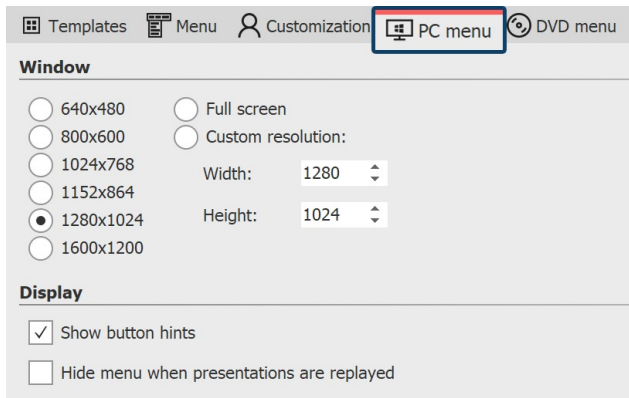 Templates Menu Customization PC menu DVD menu
Window
640x480 Full screen
800x600 Custom resolution:
1024x768 Width: 1280
1152x864
1280x1024 Height: 1024
1600x1200
Display
Show button hints
Hide menu when presentations are replayed